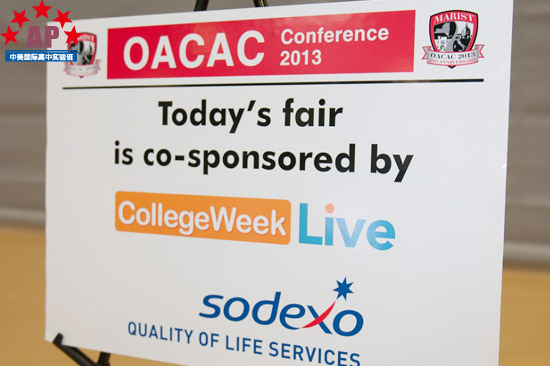 AP
中美国际高中实验班
OACAC Conference 2013
MARIST
OACAC 2013
Today's fair
is co-sponsored by
CollegeWeek Live
sodexo
QUALITY OF LIFE SERVICES